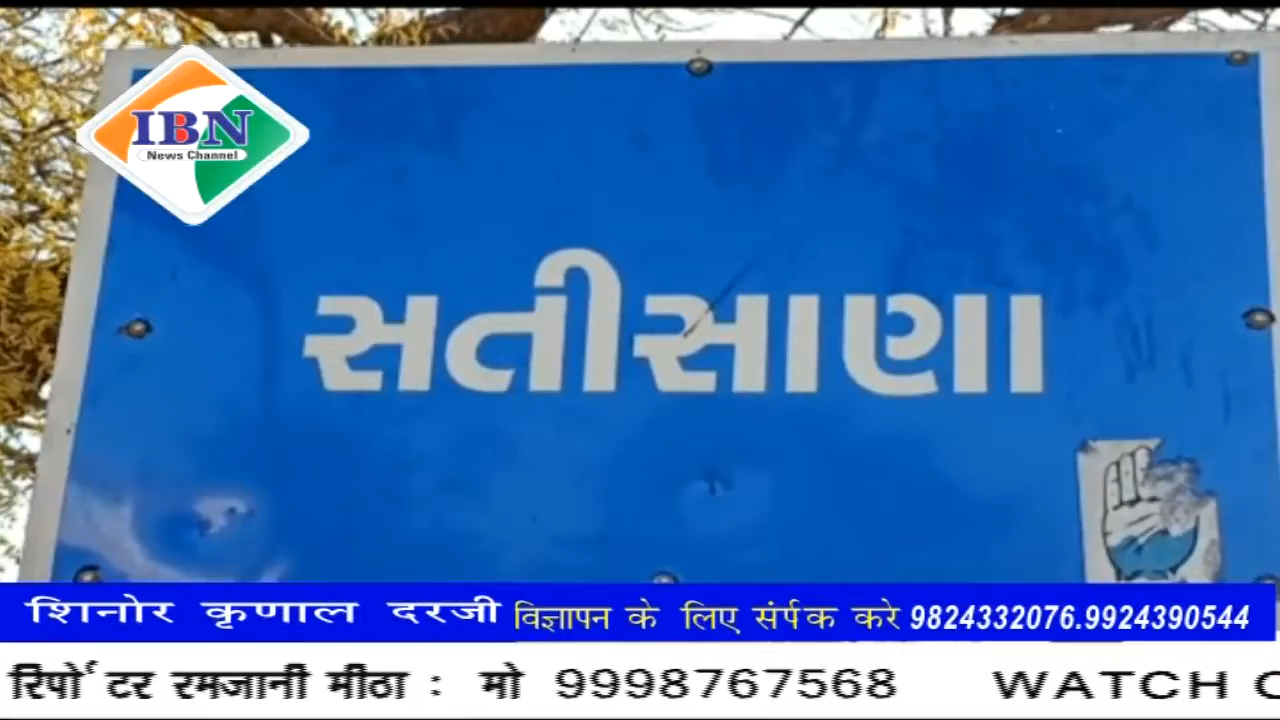 IBN
News Channel
સતીસાણા
शिनोर कृणाल दरजी विज्ञापन के लिए संर्पक करे 9824332076.9924390544
रिर्पो टर रमजानी मीठा : मो 9998767568 WATCH